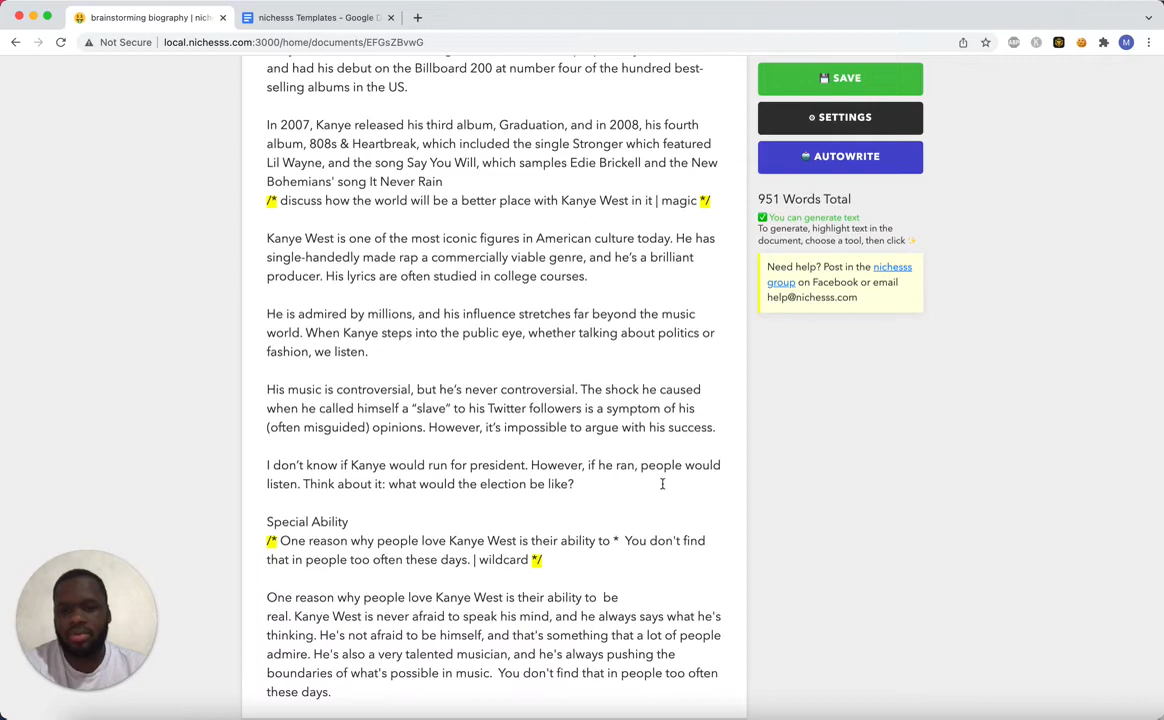 brainstorming biography | nich
nichesss Templates - Google D
Not Secure | local.nichesss.com:3000/home/documents/EFGsZBvwG
and had his debut on the Billboard 200 at number four of the hundred best-
selling albums in the US.
In 2007, Kanye released his third album, Graduation, and in 2008, his fourth
album, 808s & Heartbreak, which included the single Stronger which featured
Lil Wayne, and the song Say You Will, which samples Edie Brickell and the New
Bohemians' song It Never Rain
/* discuss how the world will be a better place with Kanye West in it | magic */
Kanye West is one of the most iconic figures in American culture today. He has
single-handedly made rap a commercially viable genre, and he's a brilliant
producer. His lyrics are often studied in college courses.
He is admired by millions, and his influence stretches far beyond the music
world. When Kanye steps into the public eye, whether talking about politics or
fashion, we listen.
His music is controversial, but he's never controversial. The shock he caused
when he called himself a “slave” to his Twitter followers is a symptom of his
(often misguided) opinions. However, it's impossible to argue with his success.
I don't know if Kanye would run for president. However, if he ran, people would
listen. Think about it: what would the election be like?
Special Ability
/* One reason why people love Kanye West is their ability to * You don't find
that in people too often these days. | wildcard */
One reason why people love Kanye West is their ability to be
real. Kanye West is never afraid to speak his mind, and he always says what he's
thinking. He's not afraid to be himself, and that's something that a lot of people
admire. He's also a very talented musician, and he's always pushing the
boundaries of what's possible in music. You don't find that in people too often
these days.
SAVE
SETTINGS
AUTOWRITE
951 Words Total
You can generate text
To generate, highlight text in the
document, choose a tool, then click
Need help? Post in the nichesss
group on Facebook or email
help@nichesss.com
ABP
K
M